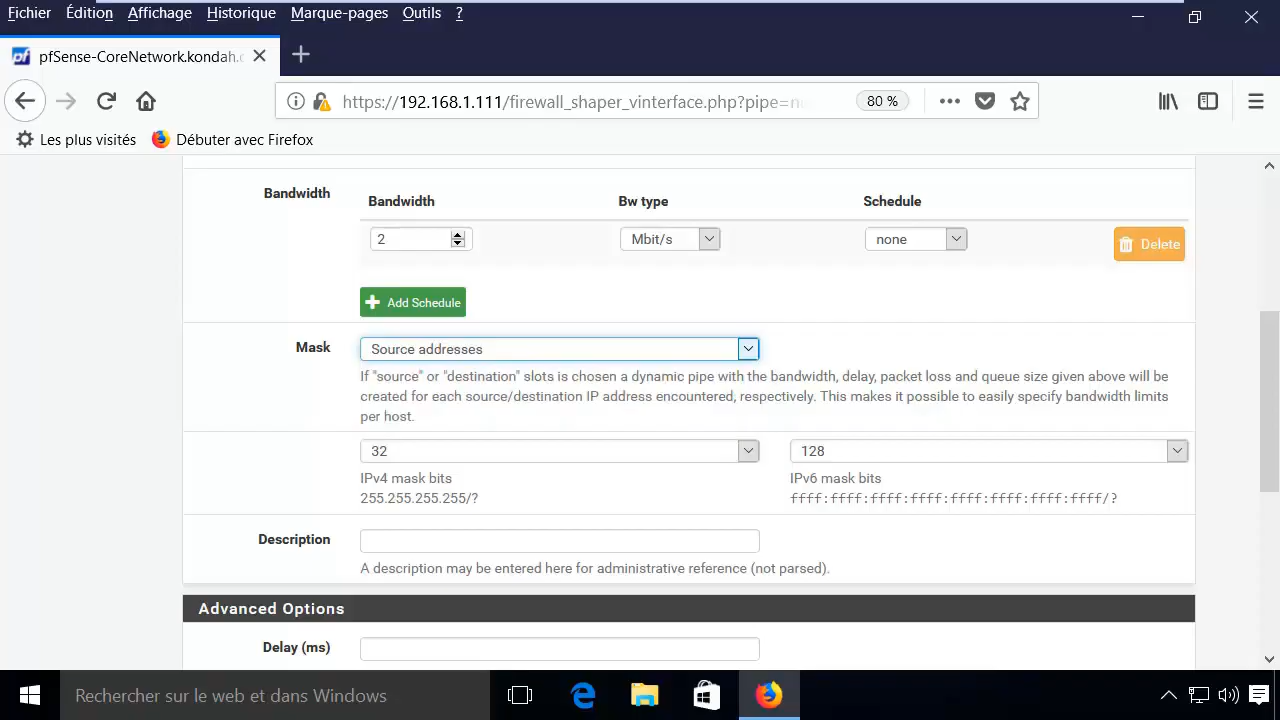 Fichier Édition Affichage Historique Marque-pages Outils ?
pfSense-CoreNetwork.kondah.
https://192.168.1.111/firewall_shaper_vinterface.php?pipe= 80 %
Les plus visités Débuter avec Firefox
Bandwidth Bandwidth Bw type Schedule
2 Mbit/s none Delete
Add Schedule
Mask Source addresses
If "source" or "destination" slots is chosen a dynamic pipe with the bandwidth, delay, packet loss and queue size given above will be
created for each source/destination IP address encountered, respectively. This makes it possible to easily specify bandwidth limits
per host.
32 128
IPv4 mask bits IPv6 mask bits
255.255.255.255/? ffff:ffff:ffff:ffff:ffff:ffff:ffff:ffff/?
Description
A description may be entered here for administrative reference (not parsed).
Advanced Options
Delay (ms)
Rechercher sur le web et dans Windows